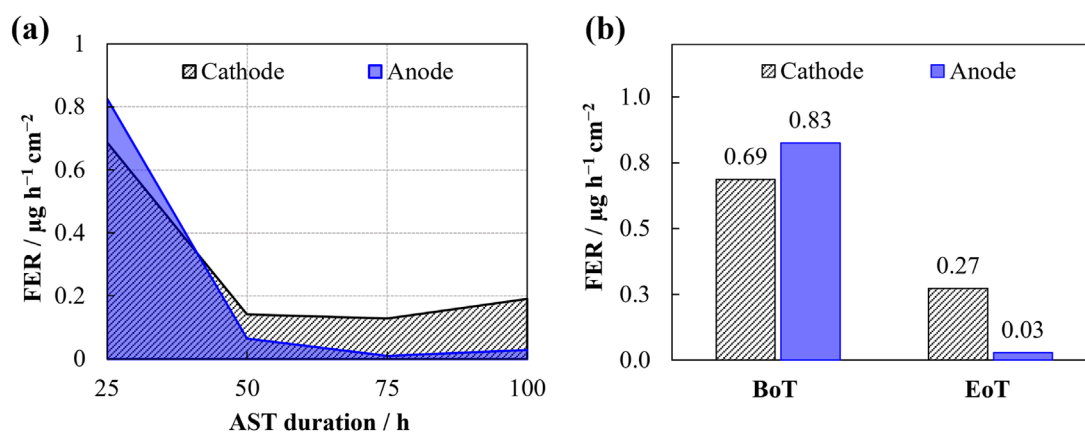 (a)
FER / µg h⁻¹ cm⁻²
1
0.8
0.6
0.4
0.2
0
Cathode Anode
25 50 75 100
AST duration / h
(b)
FER / µg h⁻¹ cm⁻²
1.0
0.8
0.5
0.3
0.0
Cathode Anode
0.69 0.83
0.27 0.03
BoT EoT